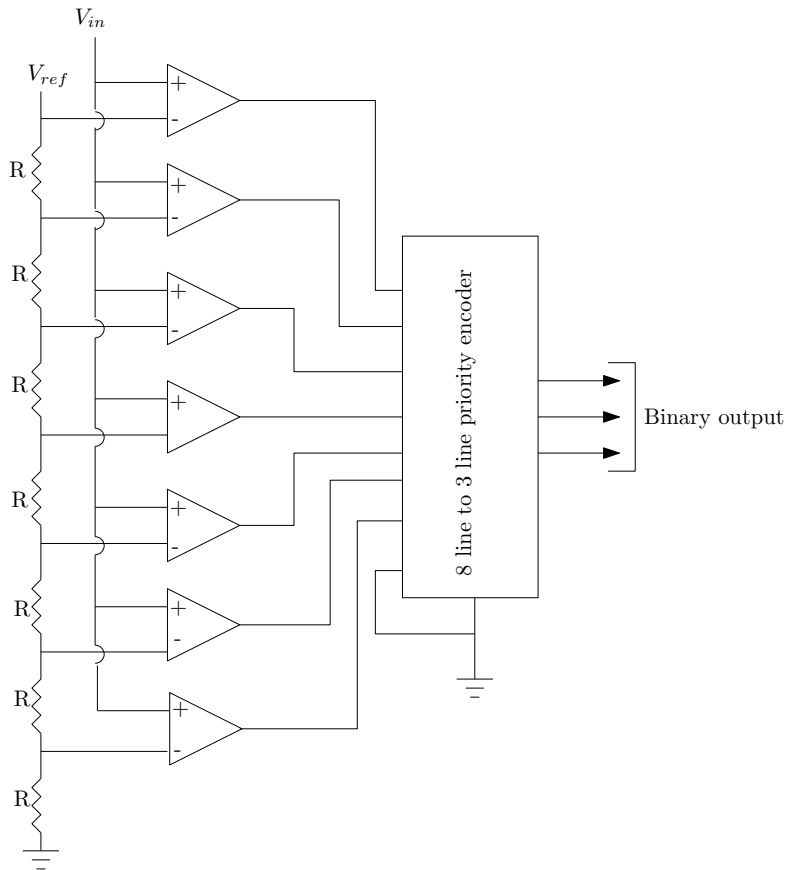 V_in
V_ref
+
-
R
+
-
R
+
-
R
+
-
R
+
-
R
+
-
R
+
-
R
8 line to 3 line priority encoder
Binary output